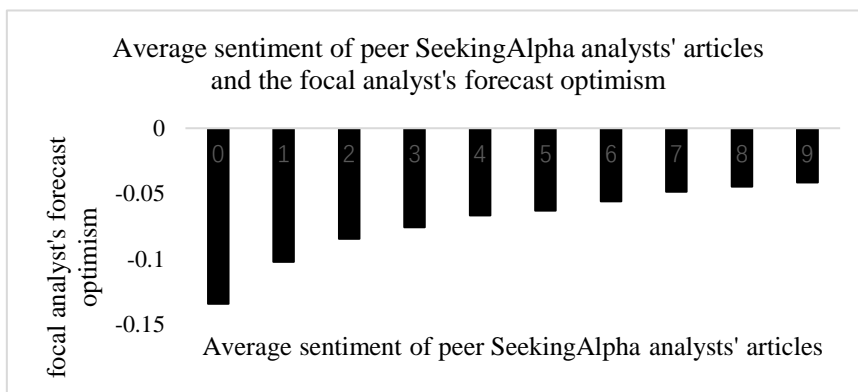 Average sentiment of peer SeekingAlpha analysts' articles
and the focal analyst's forecast optimism
focal analyst's forecast
optimism
0
-0.05
-0.1
-0.15
0 1 2 3 4 5 6 7 8 9
Average sentiment of peer SeekingAlpha analysts' articles